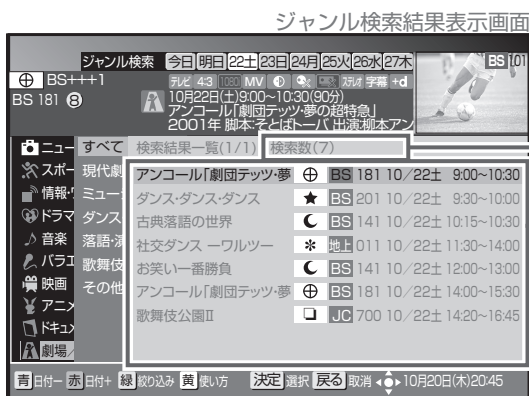 ジャンル検索結果表示画面
ジャンル検索 今日 明日 22土 23日 24月 25火 26水 27木
BS 101
BS+++1
テレビ 4:3 1080 MV ステレオ 字幕 +d
BS 181 ⑧
10月22日(土)9:00~10:30(90分)
アンコール「劇団テッツ・夢の超特急」
2001年 脚本:そとばトーバ 出演:柳本アン
ニュー
スポー
情報・
ドラマ
音楽
バラエ
映画
アニメ
ドキュメ
劇場/
すべて
現代劇
ミュー
ダンス
落語・演
歌舞伎
その他
検索結果一覧(1/1) 検索数(7)
アンコール「劇団テッツ・夢 BS 181 10/22土 9:00~10:30
ダンス・ダンス・ダンス ★ BS 201 10/22土 9:30~10:00
古典落語の世界 BS 141 10/22土 10:15~10:30
社交ダンス ーワルツー 地上 011 10/22土 11:30~14:00
お笑い一番勝負 BS 141 10/22土 12:00~13:00
アンコール「劇団テッツ・夢 BS 181 10/22土 14:00~15:30
歌舞伎公園Ⅱ JC 700 10/22土 14:20~16:45
青 日付- 赤 日付+ 緑 絞り込み 黄 使い方 決定 選択 戻る 取消 10月20日(木)20:45